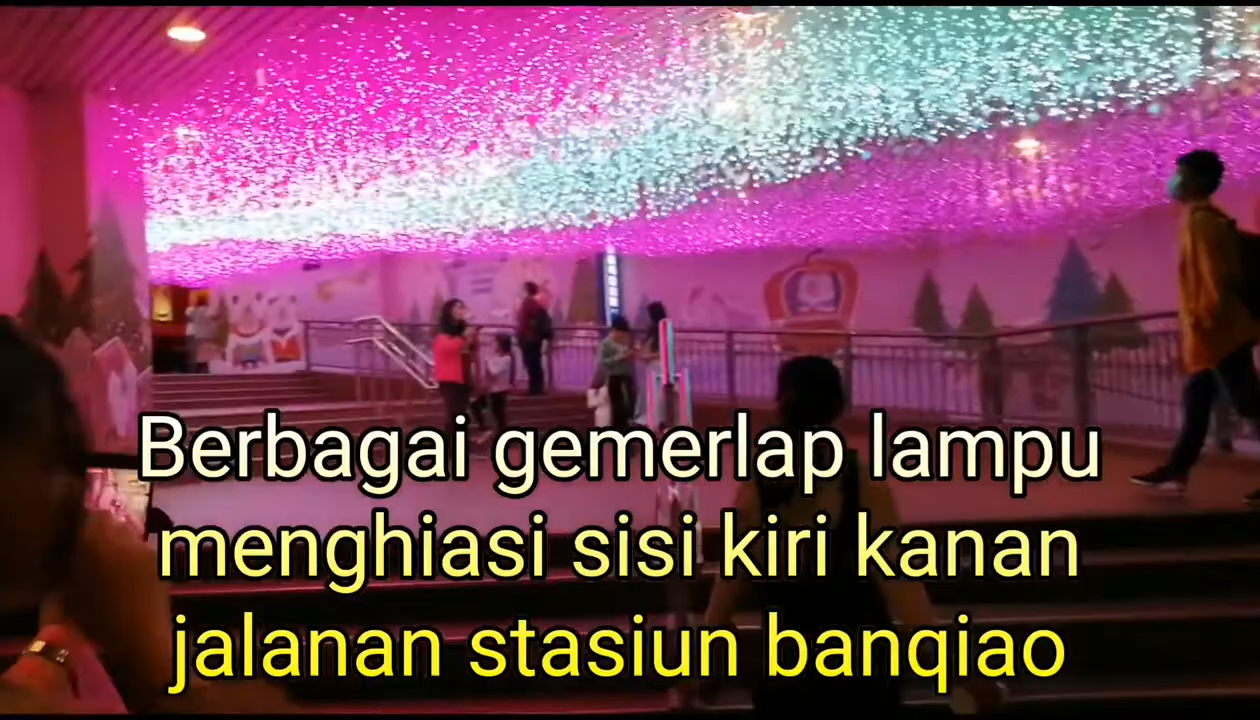 Berbagai gemerlap lampu
menghiasi sisi kiri kanan
jalanan stasiun banqiao